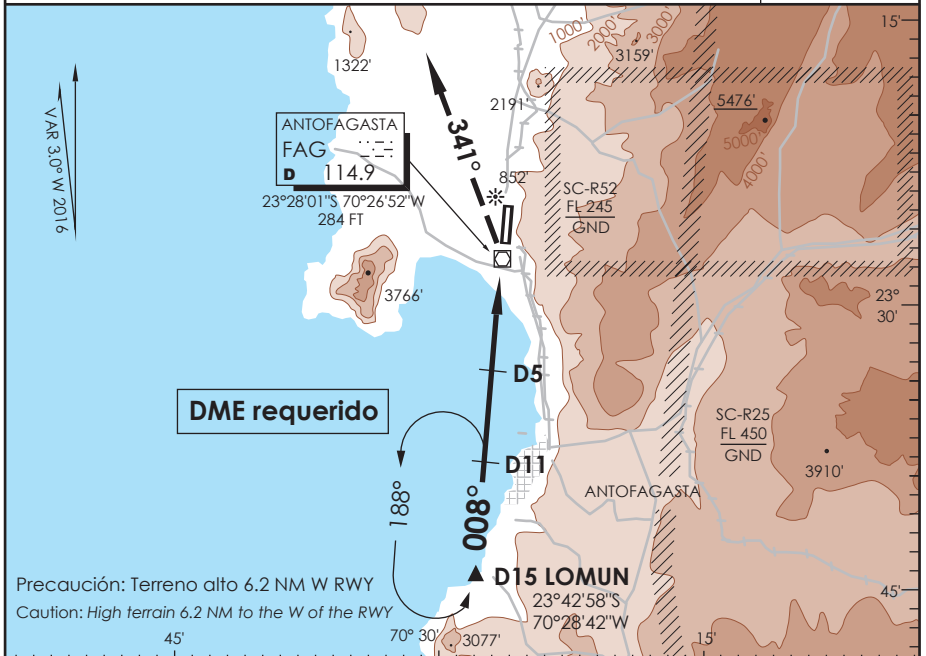 15'
1000'
2000'
3000'
3159'
1322'
2191'
5476'
5000'
4000'
VAR 3.0° W 2016
ANTOFAGASTA
FAG
D 114.9
23°28'01"S 70°26'52"W
284 FT
341°
852'
SC-R52
FL 245
GND
3766'
23°
30'
D5
DME requerido
SC-R25
FL 450
GND
D11
3910'
ANTOFAGASTA
188°
008°
D15 LOMUN
23°42'58"S
70°28'42"W
Precaución: Terreno alto 6.2 NM W RWY
Caution: High terrain 6.2 NM to the W of the RWY
45'
45'
70° 30'
3077'
15'